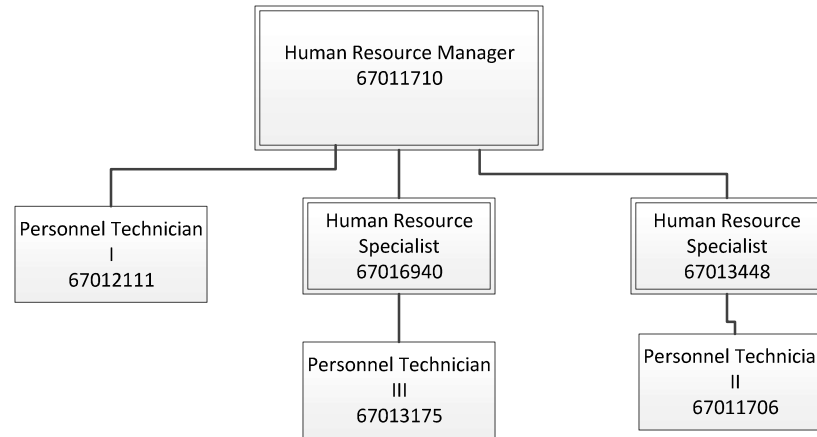 Human Resource Manager
67011710
Personnel Technician
I
67012111
Human Resource
Specialist
67016940
Human Resource
Specialist
67013448
Personnel Technician
III
67013175
Personnel Technicia
II
67011706